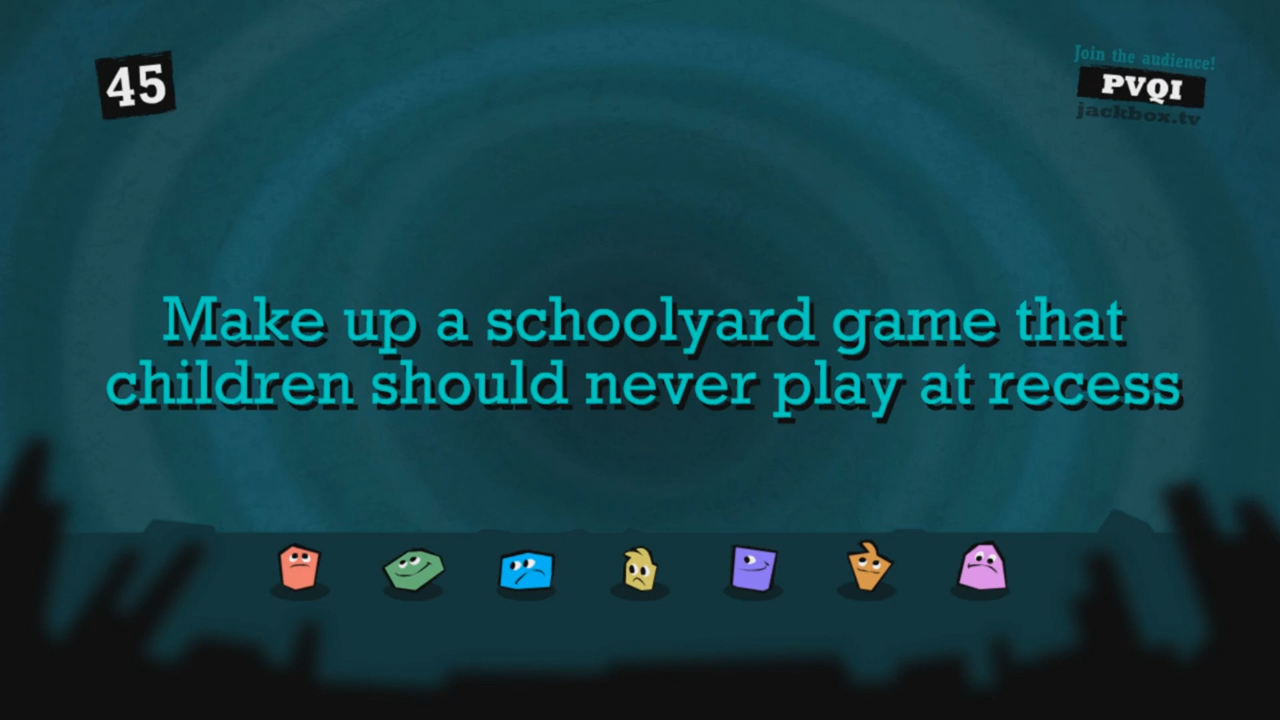 45
Join the audience!
PVQI
jackbox.tv
Make up a schoolyard game that
children should never play at recess